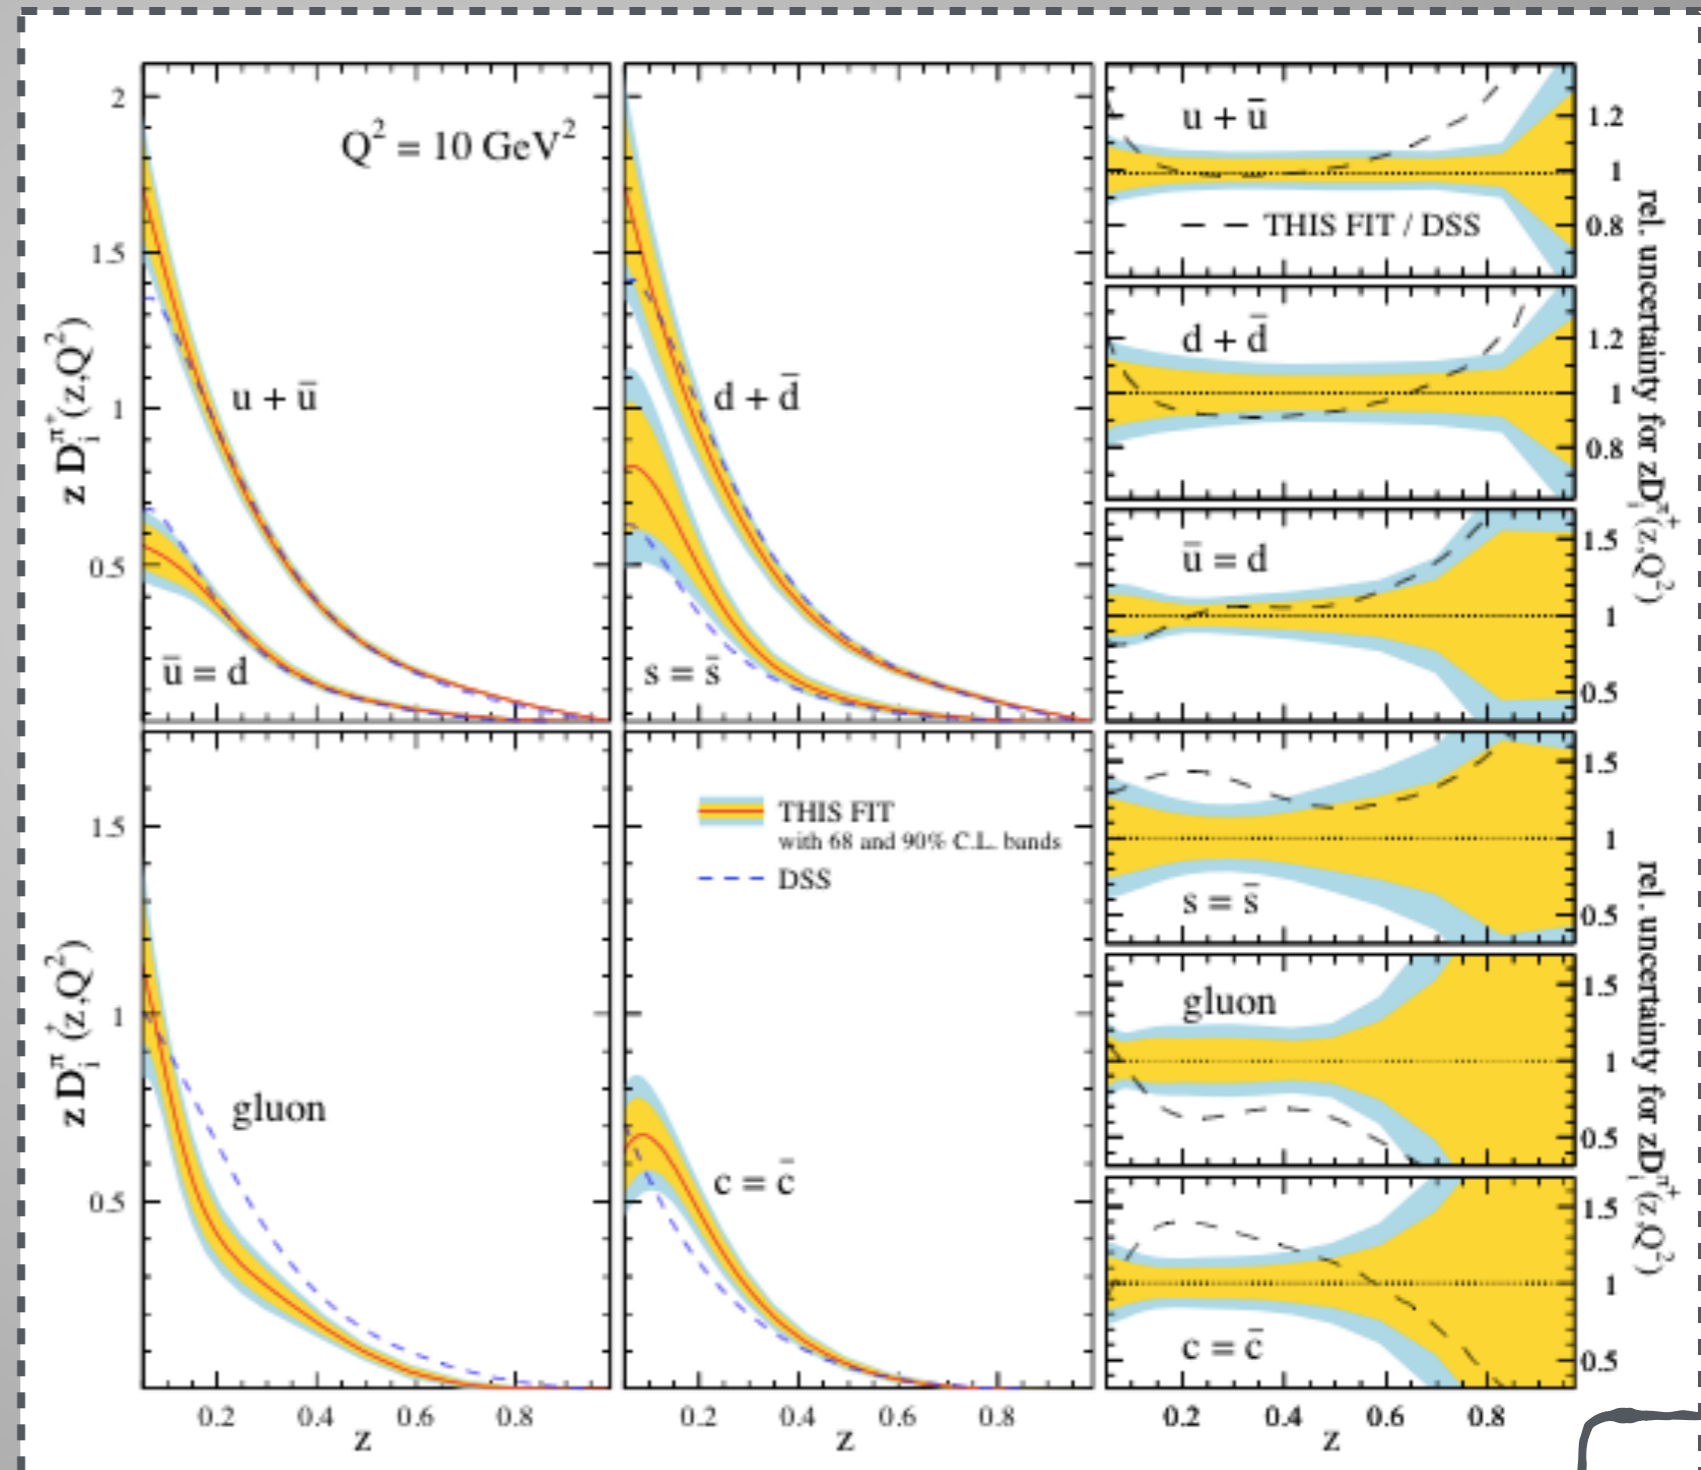 2
1.5
1
0.5
z D_i^{π+}(z,Q²)
Q² = 10 GeV²
u + ū
ū = d
d + d̄
s = s̄
u + ū
THIS FIT / DSS
1.2
1
0.8
d + d̄
1.2
1
0.8
ū = d
1.5
1
0.5
rel. uncertainty for zD_i^{π+}(z,Q²)
1.5
1
0.5
z D_i^{π+}(z,Q²)
gluon
THIS FIT
with 68 and 90% C.L. bands
DSS
c = c̄
s = s̄
1.5
1
0.5
gluon
1.5
1
0.5
c = c̄
1.5
1
0.5
rel. uncertainty for zD_i^{π+}(z,Q²)
0.2 0.4 0.6 0.8
z
0.2 0.4 0.6 0.8
z
0.2 0.4 0.6 0.8
z